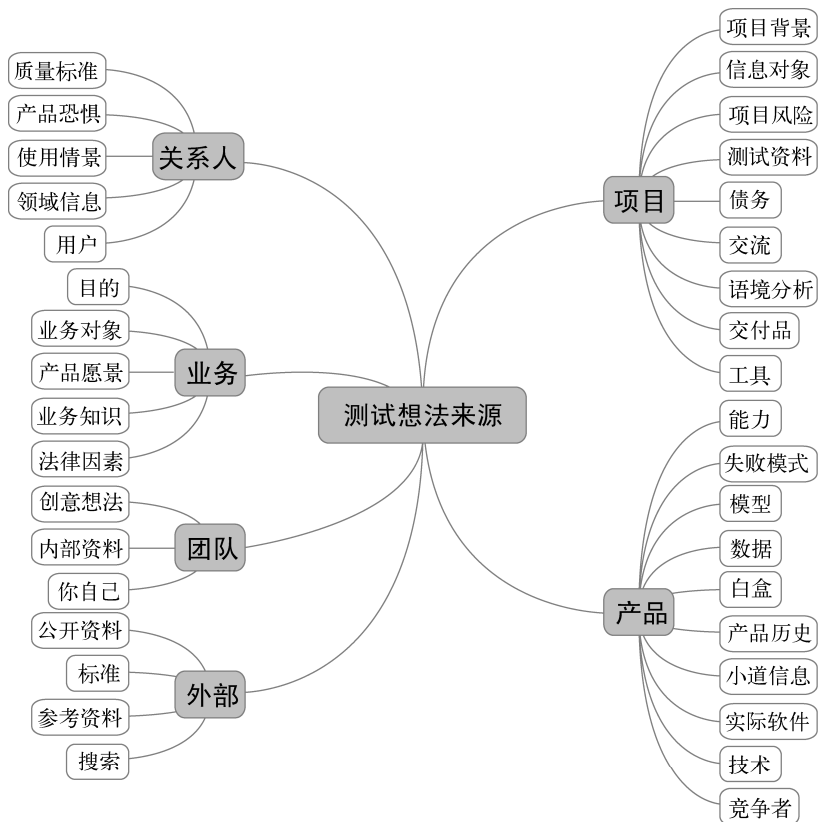 测试想法来源
关系人
质量标准
产品恐惧
使用情景
领域信息
用户
业务
目的
业务对象
产品愿景
业务知识
法律因素
团队
创意想法
内部资料
你自己
外部
公开资料
标准
参考资料
搜索
项目
项目背景
信息对象
项目风险
测试资料
债务
交流
语境分析
交付品
工具
产品
能力
失败模式
模型
数据
白盒
产品历史
小道信息
实际软件
技术
竞争者